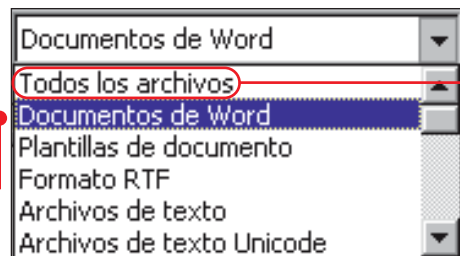 Documentos de Word
Todos los archivos
Documentos de Word
Plantillas de documento
Formato RTF
Archivos de texto
Archivos de texto Unicode